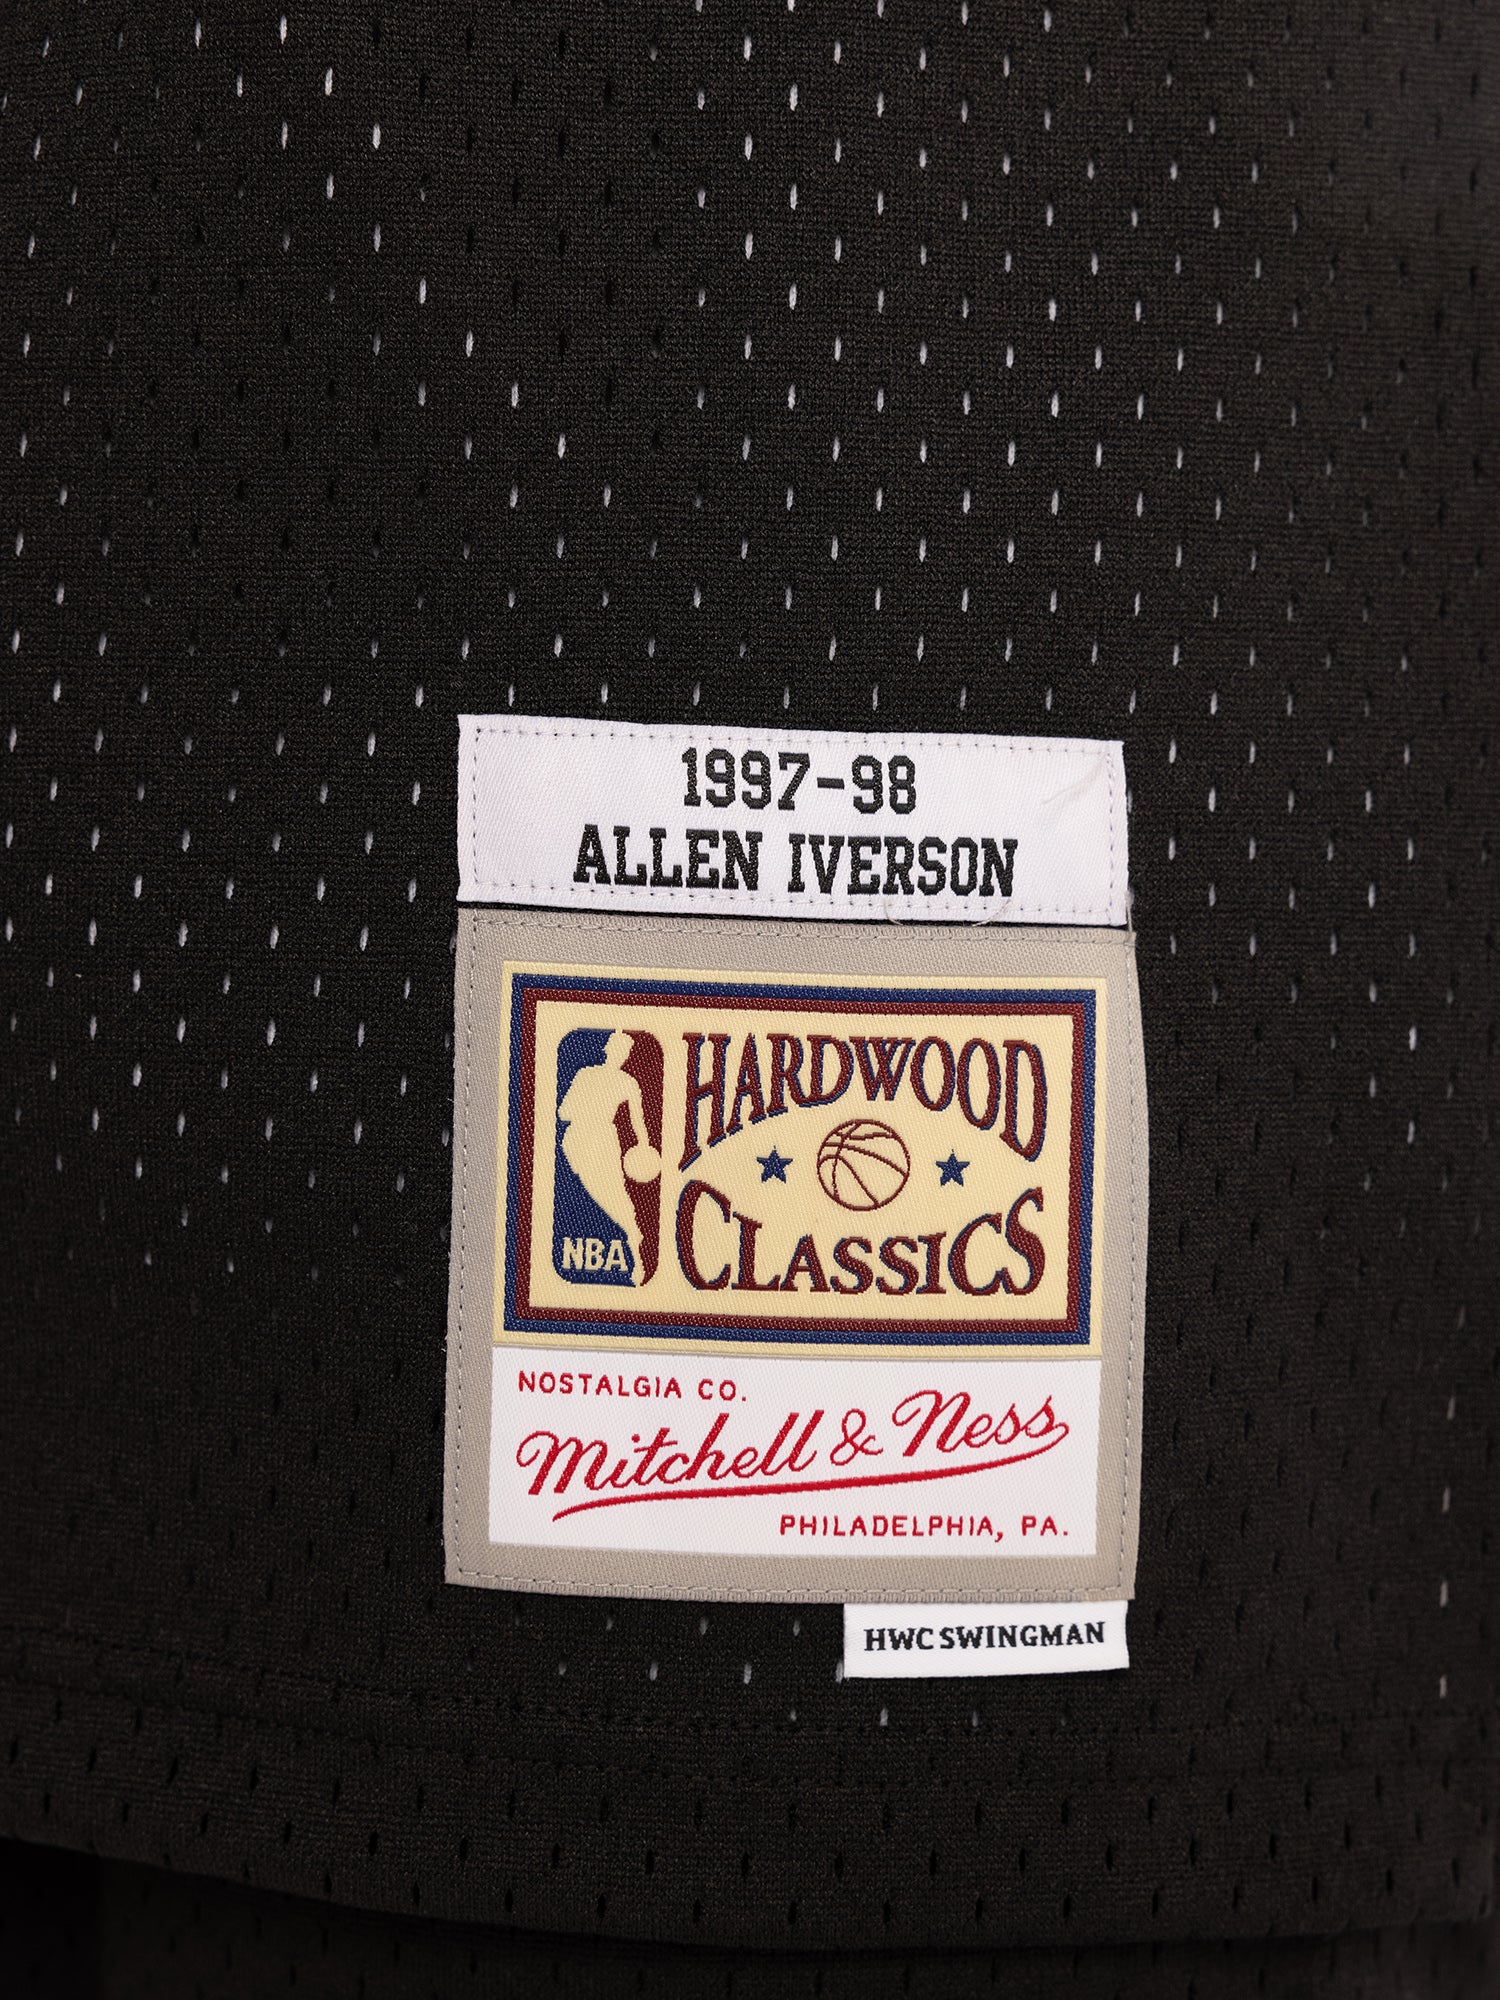 1997-98
ALLEN IVERSON
HARDWOOD
CLASSICS
NBA
NOSTALGIA CO.
Mitchell & Ness
PHILADELPHIA, PA.
HWC SWINGMAN